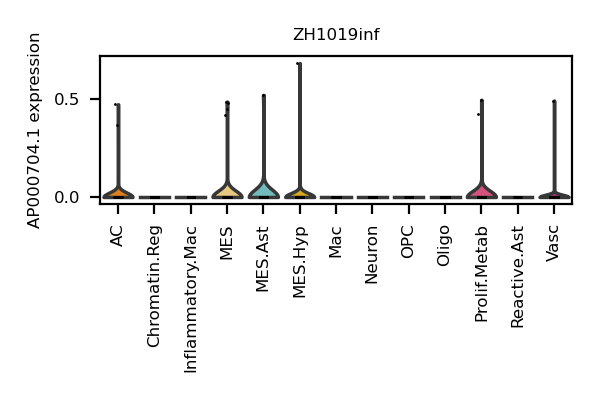 ZH1019inf
AP000704.1 expression
0.5
0.0
AC
Chromatin.Reg
Inflammatory.Mac
MES
MES.Ast
MES.Hyp
Mac
Neuron
OPC
Oligo
Prolif.Metab
Reactive.Ast
Vasc